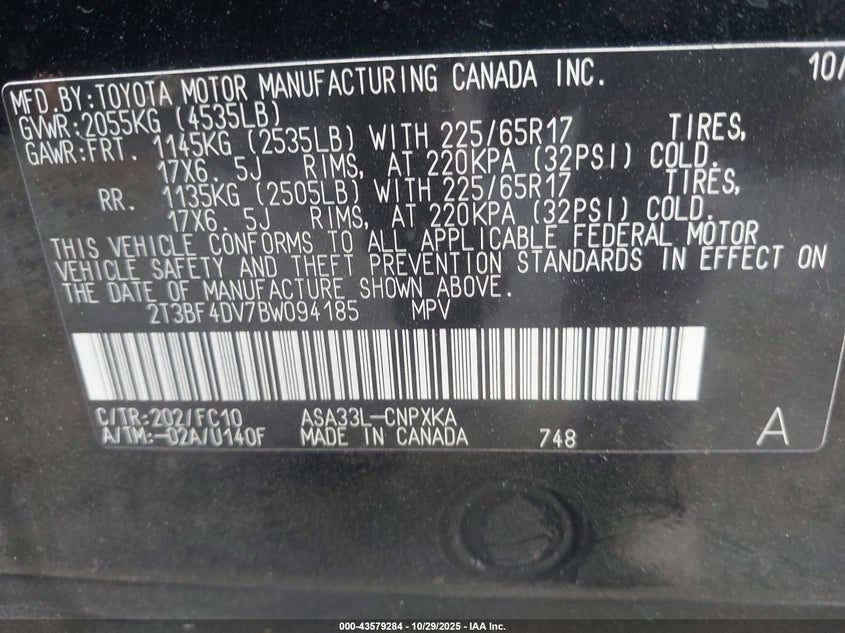 MFD.BY:TOYOTA MOTOR MANUFACTURING CANADA INC. 10/
GVWR:2055KG (4535LB)
GAWR:FRT. 1145KG (2535LB) WITH 225/65R17 TIRES,
17X6. 5J RIMS, AT 220KPA (32PSI) COLD.
RR. 1135KG (2505LB) WITH 225/65R17 TIRES,
17X6. 5J RIMS, AT 220KPA (32PSI) COLD.
THIS VEHICLE CONFORMS TO ALL APPLICABLE FEDERAL MOTOR
VEHICLE SAFETY AND THEFT PREVENTION STANDARDS IN EFFECT ON
THE DATE OF MANUFACTURE SHOWN ABOVE.
2T3BF4DV7BW094185 MPV
C/TR:202/FC10 ASA33L-CNPXKA
A/TM:-02A/U140F MADE IN CANADA 748 A
000-43579284 - 10/29/2025 - IAA Inc.